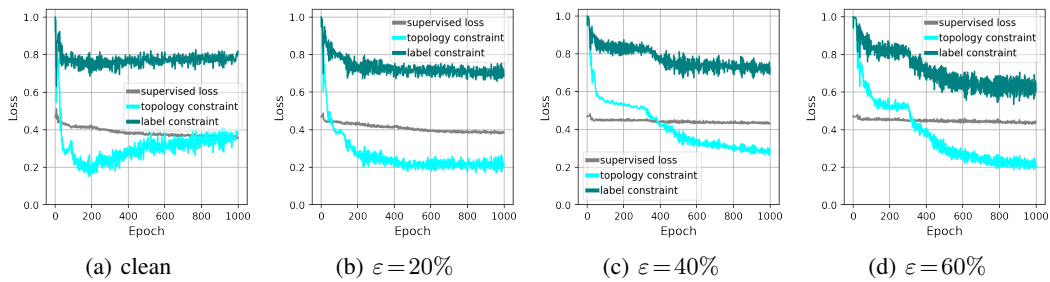 1.0
0.8
0.6
0.4
0.2
0.0
Loss
supervised loss
topology constraint
label constraint
0 200 400 600 800 1000
Epoch
(a) clean
1.0
0.8
0.6
0.4
0.2
0.0
Loss
supervised loss
topology constraint
label constraint
0 200 400 600 800 1000
Epoch
(b) ε=20%
1.0
0.8
0.6
0.4
0.2
0.0
Loss
supervised loss
topology constraint
label constraint
0 200 400 600 800 1000
Epoch
(c) ε=40%
1.0
0.8
0.6
0.4
0.2
0.0
Loss
supervised loss
topology constraint
label constraint
0 200 400 600 800 1000
Epoch
(d) ε=60%